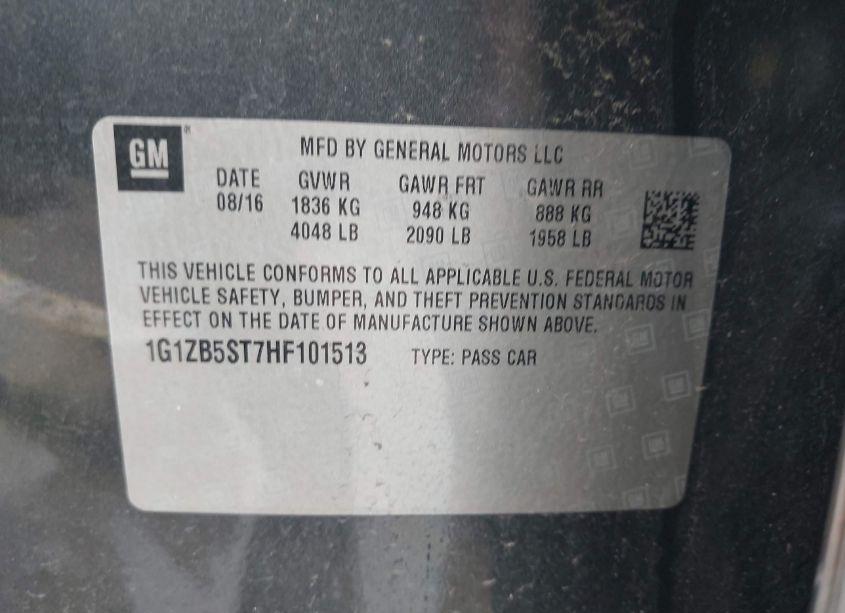 GM
MFD BY GENERAL MOTORS LLC
DATE GVWR GAWR FRT GAWR RR
08/16 1836 KG 948 KG 888 KG
4048 LB 2090 LB 1958 LB
THIS VEHICLE CONFORMS TO ALL APPLICABLE U.S. FEDERAL MOTOR
VEHICLE SAFETY, BUMPER, AND THEFT PREVENTION STANDARDS IN
EFFECT ON THE DATE OF MANUFACTURE SHOWN ABOVE.
1G1ZB5ST7HF101513 TYPE: PASS CAR